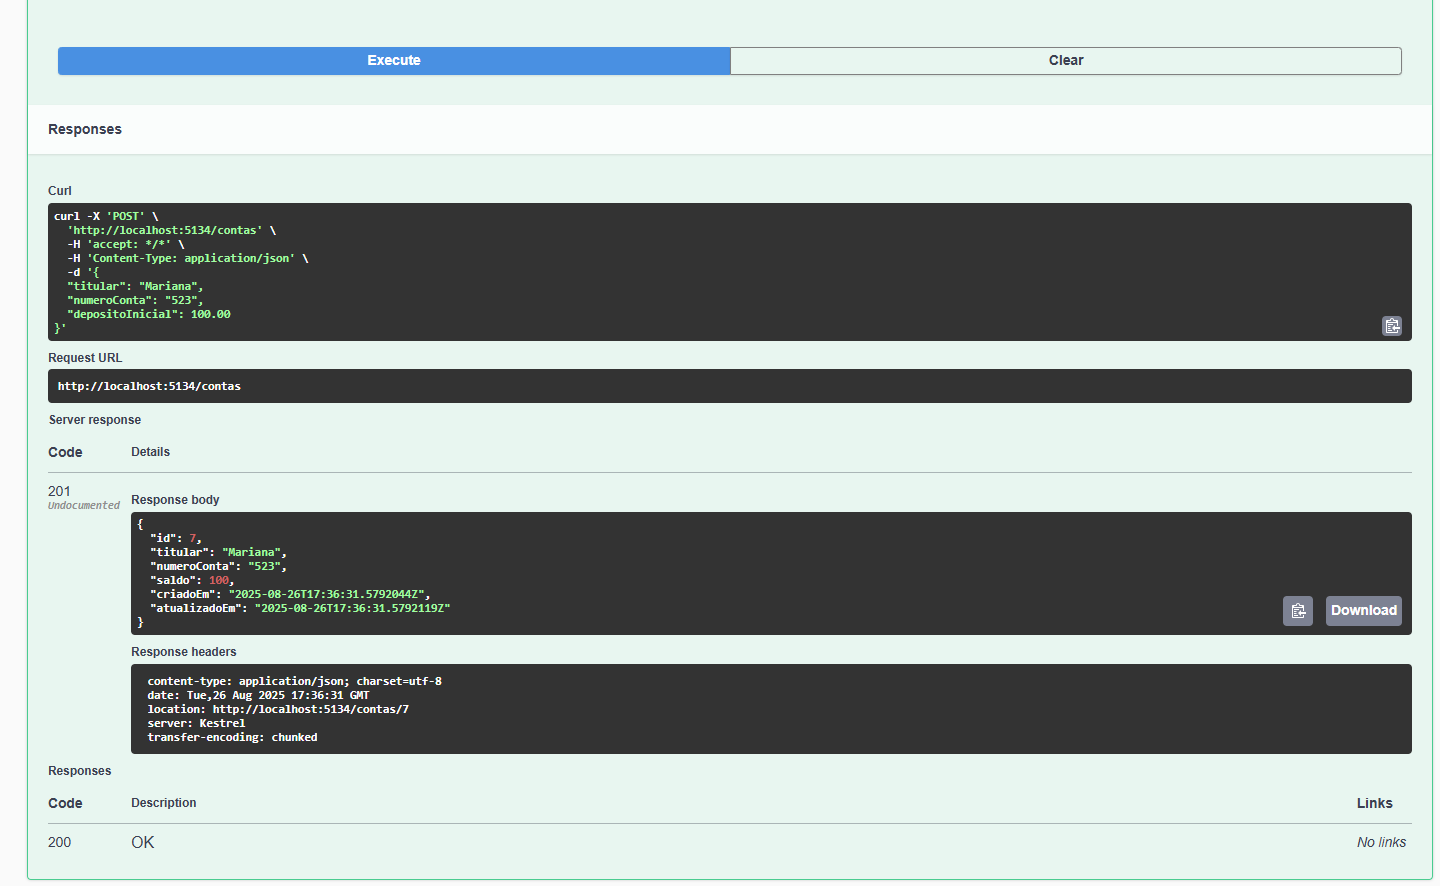 Execute
Clear
Responses
Curl
curl -X 'POST' \
  'http://localhost:5134/contas' \
  -H 'accept: */*' \
  -H 'Content-Type: application/json' \
  -d '{
  "titular": "Mariana",
  "numeroConta": "523",
  "depositoInicial": 100.00
}'
Request URL
http://localhost:5134/contas
Server response
Code Details
201
Undocumented
Response body
{
  "id": 7,
  "titular": "Mariana",
  "numeroConta": "523",
  "saldo": 100,
  "criadoEm": "2025-08-26T17:36:31.5792044Z",
  "atualizadoEm": "2025-08-26T17:36:31.5792119Z"
}
Download
Response headers
content-type: application/json; charset=utf-8
date: Tue,26 Aug 2025 17:36:31 GMT
location: http://localhost:5134/contas/7
server: Kestrel
transfer-encoding: chunked
Responses
Code Description Links
200 OK No links